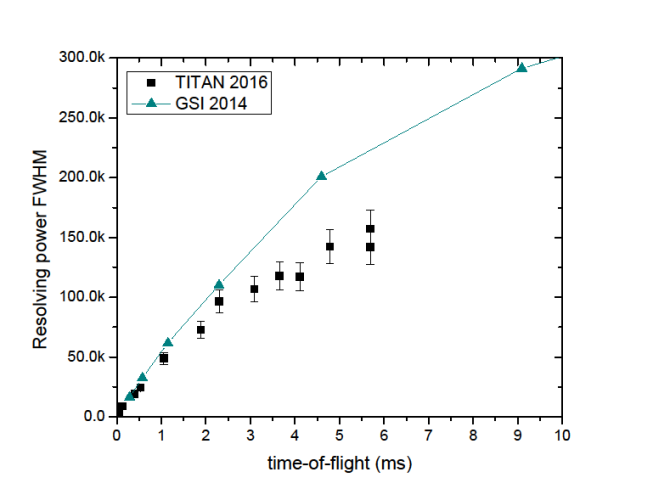 300.0k
250.0k
200.0k
150.0k
100.0k
50.0k
0.0
Resolving power FWHM
TITAN 2016
GSI 2014
0 1 2 3 4 5 6 7 8 9 10
time-of-flight (ms)